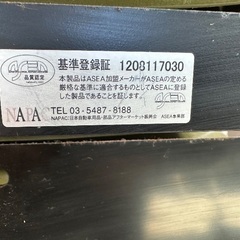 ASEA
品質認定
基準登録証 1208117030
本製品はASEA加盟メーカーがASEAの定める
厳格な基準に適合するものとしてASEAに登録
した製品であることを証します。
NAPAC
TEL 03-5487-8188
NAPAC(日本自動車用品・部品アフターマーケット振興会) ASEA事業部